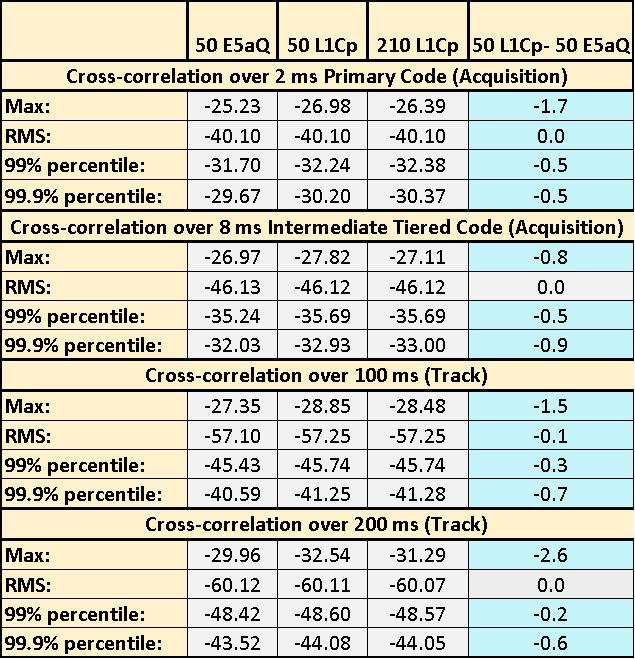 50 E5aQ 50 L1Cp 210 L1Cp 50 L1Cp- 50 E5aQ
Cross-correlation over 2 ms Primary Code (Acquisition)
Max: -25.23 -26.98 -26.39 -1.7
RMS: -40.10 -40.10 -40.10 0.0
99% percentile: -31.70 -32.24 -32.38 -0.5
99.9% percentile: -29.67 -30.20 -30.37 -0.5
Cross-correlation over 8 ms Intermediate Tiered Code (Acquisition)
Max: -26.97 -27.82 -27.11 -0.8
RMS: -46.13 -46.12 -46.12 0.0
99% percentile: -35.24 -35.69 -35.69 -0.5
99.9% percentile: -32.03 -32.93 -33.00 -0.9
Cross-correlation over 100 ms (Track)
Max: -27.35 -28.85 -28.48 -1.5
RMS: -57.10 -57.25 -57.25 -0.1
99% percentile: -45.43 -45.74 -45.74 -0.3
99.9% percentile: -40.59 -41.25 -41.28 -0.7
Cross-correlation over 200 ms (Track)
Max: -29.96 -32.54 -31.29 -2.6
RMS: -60.12 -60.11 -60.07 0.0
99% percentile: -48.42 -48.60 -48.57 -0.2
99.9% percentile: -43.52 -44.08 -44.05 -0.6